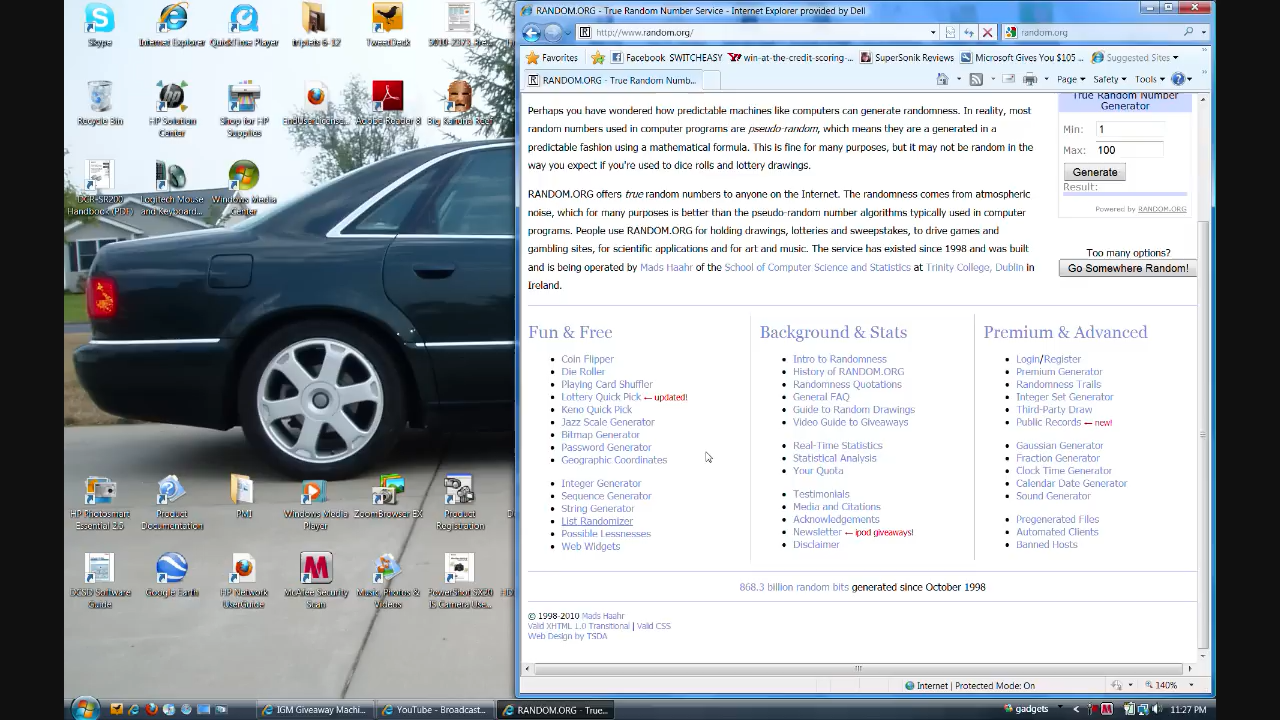 Skype
Internet Explorer
QuickTime Player
triplets 6-12
TweetDeck
Recycle Bin
HP Solution
Center
Shop for HP
Supplies
Adobe Reader 8
DCR-SR200
Handbook (PDF)
Logitech Mouse
and Keyboard...
Windows Media
Center
HP Photosmart
Essential 2.0
Product
Documentation
PMI
Windows Media
Player
ZoomBrowser EX
Product
Registration
DCSD Software
Guide
Google Earth
HP Network
UserGuide
McAfee Security
Scan
Music, Photos &
Videos
PowerShot SX20
IS Camera Use...
RANDOM.ORG - True Random Number Service - Internet Explorer provided by Dell
http://www.random.org/
random.org
Favorites
Facebook
SWITCHEASY
win-at-the-credit-scoring-...
SuperSonik Reviews
Microsoft Gives You $105 ...
Suggested Sites
RANDOM.ORG - True Random Numb...
Page
Safety
Tools
Perhaps you have wondered how predictable machines like computers can generate randomness. In reality, most
random numbers used in computer programs are pseudo-random, which means they are a generated in a
predictable fashion using a mathematical formula. This is fine for many purposes, but it may not be random in the
way you expect if you're used to dice rolls and lottery drawings.
RANDOM.ORG offers true random numbers to anyone on the Internet. The randomness comes from atmospheric
noise, which for many purposes is better than the pseudo-random number algorithms typically used in computer
programs. People use RANDOM.ORG for holding drawings, lotteries and sweepstakes, to drive games and
gambling sites, for scientific applications and for art and music. The service has existed since 1998 and was built
and is being operated by Mads Haahr of the School of Computer Science and Statistics at Trinity College, Dublin in
Ireland.
True Random Number
Generator
Min: 1
Max: 100
Generate
Result:
Powered by RANDOM.ORG
Too many options?
Go Somewhere Random!
Fun & Free
Coin Flipper
Die Roller
Playing Card Shuffler
Lottery Quick Pick ← updated!
Keno Quick Pick
Jazz Scale Generator
Bitmap Generator
Password Generator
Geographic Coordinates
Integer Generator
Sequence Generator
String Generator
List Randomizer
Possible Lessnesses
Web Widgets
Background & Stats
Intro to Randomness
History of RANDOM.ORG
Randomness Quotations
General FAQ
Guide to Random Drawings
Video Guide to Giveaways
Real-Time Statistics
Statistical Analysis
Your Quota
Testimonials
Media and Citations
Acknowledgements
Newsletter ← ipod giveaways!
Disclaimer
Premium & Advanced
Login/Register
Premium Generator
Randomness Trails
Integer Set Generator
Third-Party Draw
Public Records ← new!
Gaussian Generator
Fraction Generator
Clock Time Generator
Calendar Date Generator
Sound Generator
Pregenerated Files
Automated Clients
Banned Hosts
868.3 billion random bits generated since October 1998
© 1998-2010 Mads Haahr
Valid XHTML 1.0 Transitional | Valid CSS
Web Design by TSDA
Internet | Protected Mode: On
140%
IGM Giveaway Machi...
YouTube - Broadcast...
RANDOM.ORG - True...
gadgets
11:27 PM